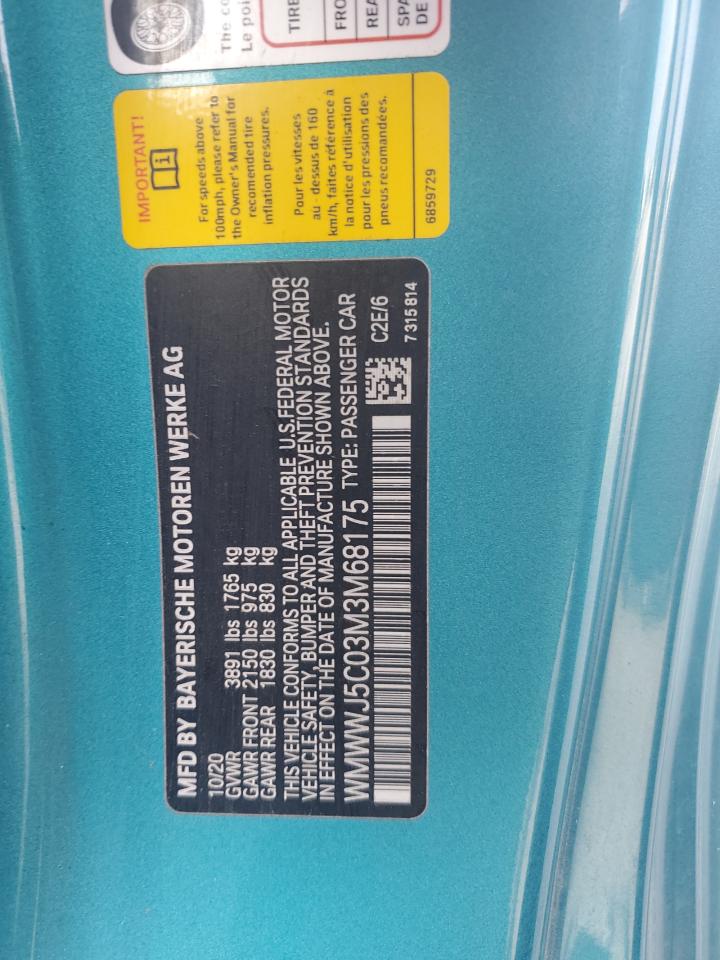 MFD BY BAYERISCHE MOTOREN WERKE AG
10/20
GVWR 3891 lbs 1765 kg
GAWR FRONT 2150 lbs 975 kg
GAWR REAR 1830 lbs 830 kg
THIS VEHICLE CONFORMS TO ALL APPLICABLE U.S.FEDERAL MOTOR
VEHICLE SAFETY, BUMPER AND THEFT PREVENTION STANDARDS
IN EFFECT ON THE DATE OF MANUFACTURE SHOWN ABOVE.
WMWWJ5C03M3M68175 TYPE: PASSENGER CAR
C2E/6
7 315 814
IMPORTANT!
For speeds above
100mph, please refer to
the Owner's Manual for
recomended tire
inflation pressures.
Pour les vitesses
au - dessus de 160
km/h, faites référence à
la notice d'utilisation
pour les pressions des
pneus recomandées.
6859729
The
Le
TIRE
DE